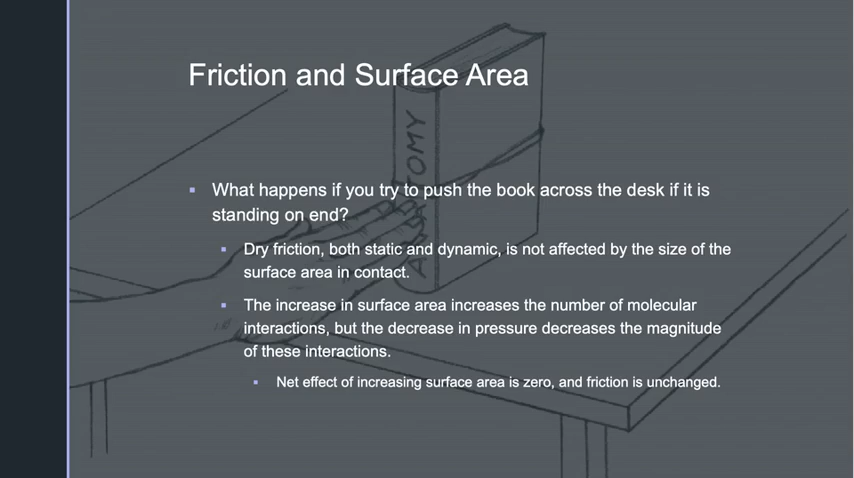 Friction and Surface Area
ANATOMY
What happens if you try to push the book across the desk if it is
standing on end?
Dry friction, both static and dynamic, is not affected by the size of the
surface area in contact.
The increase in surface area increases the number of molecular
interactions, but the decrease in pressure decreases the magnitude
of these interactions.
Net effect of increasing surface area is zero, and friction is unchanged.